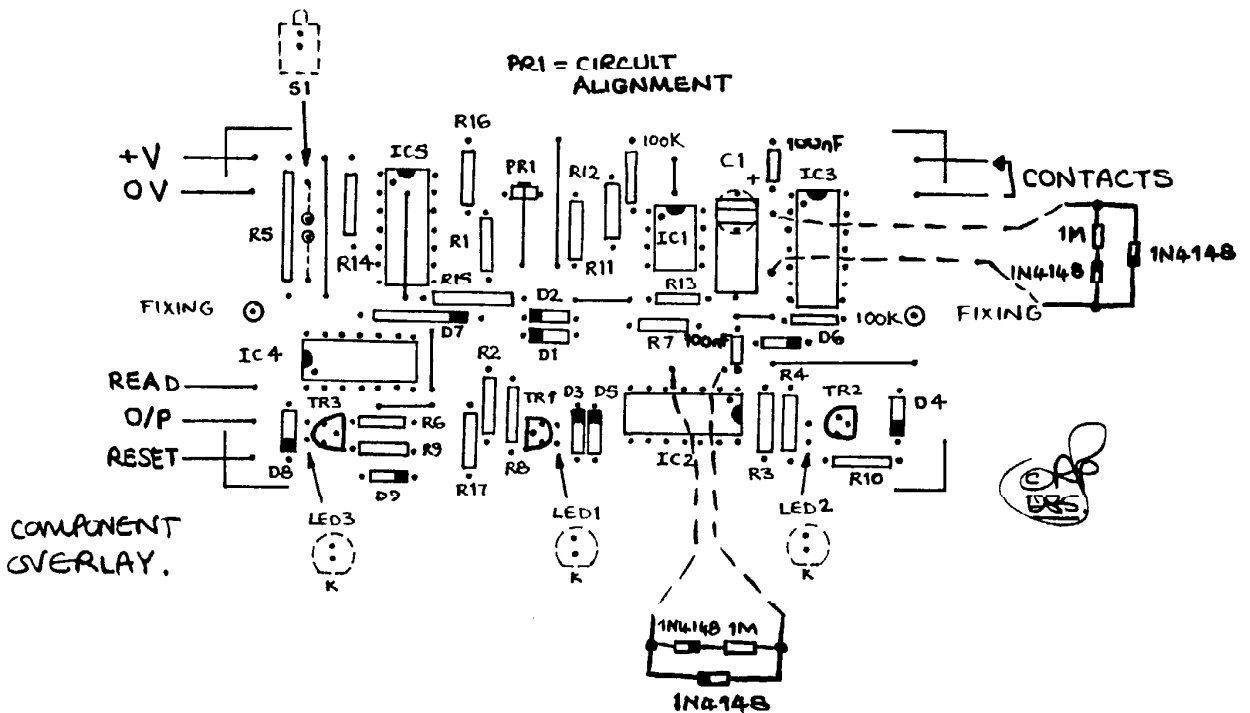 S1
PR1 = CIRCUIT
ALIGNMENT
+V
0V
R5
R14
IC5
R16
R1
R15
PR1
R12
R11
100K
IC1
R13
C1
+
100nF
IC3
CONTACTS
1M
1N4148
1N4148
FIXING
D7
D2
D1
R7
100nF
D6
100K
FIXING
IC4
READ
O/P
RESET
D8
TR3
R6
R9
D9
R2
R17
R8
TR1
D3
D5
IC2
R4
R3
TR2
R10
D4
LED3
K
LED1
K
LED2
K
COMPONENT
OVERLAY.
1N4148
1M
1N4148